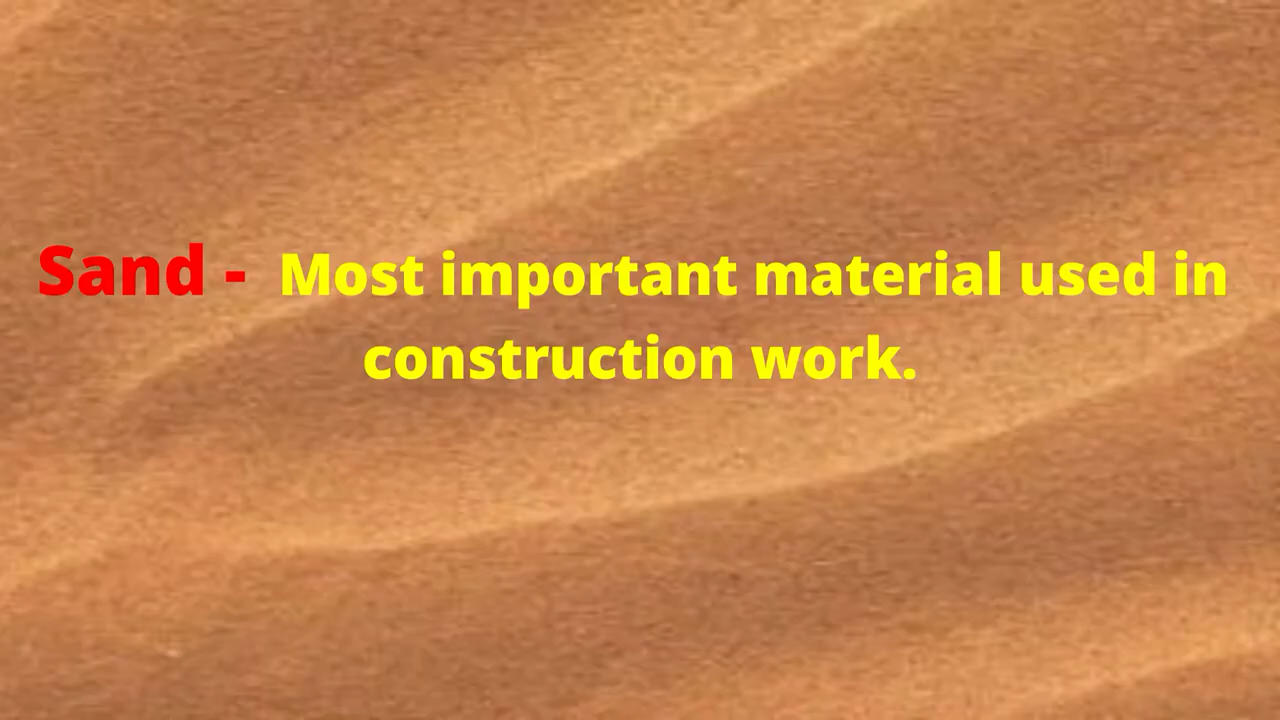 Sand - Most important material used in
construction work.